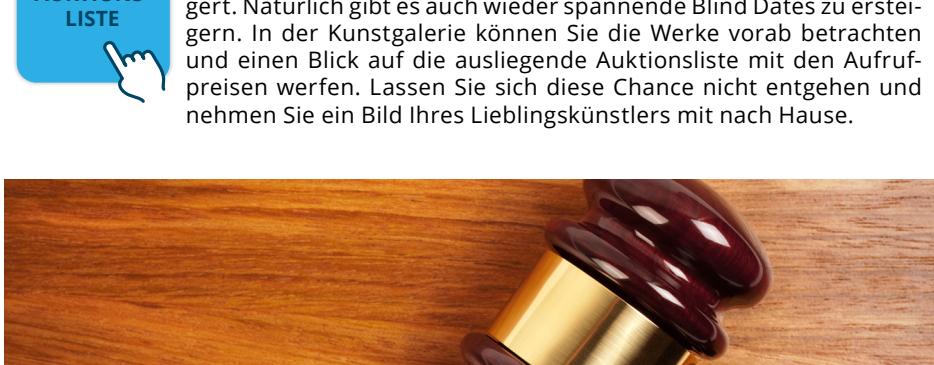 LISTE
gert. Natürlich gibt es auch wieder spannende Blind Dates zu erstei-
gern. In der Kunstgalerie können Sie die Werke vorab betrachten
und einen Blick auf die ausliegende Auktionsliste mit den Aufruf-
preisen werfen. Lassen Sie sich diese Chance nicht entgehen und
nehmen Sie ein Bild Ihres Lieblingskünstlers mit nach Hause.